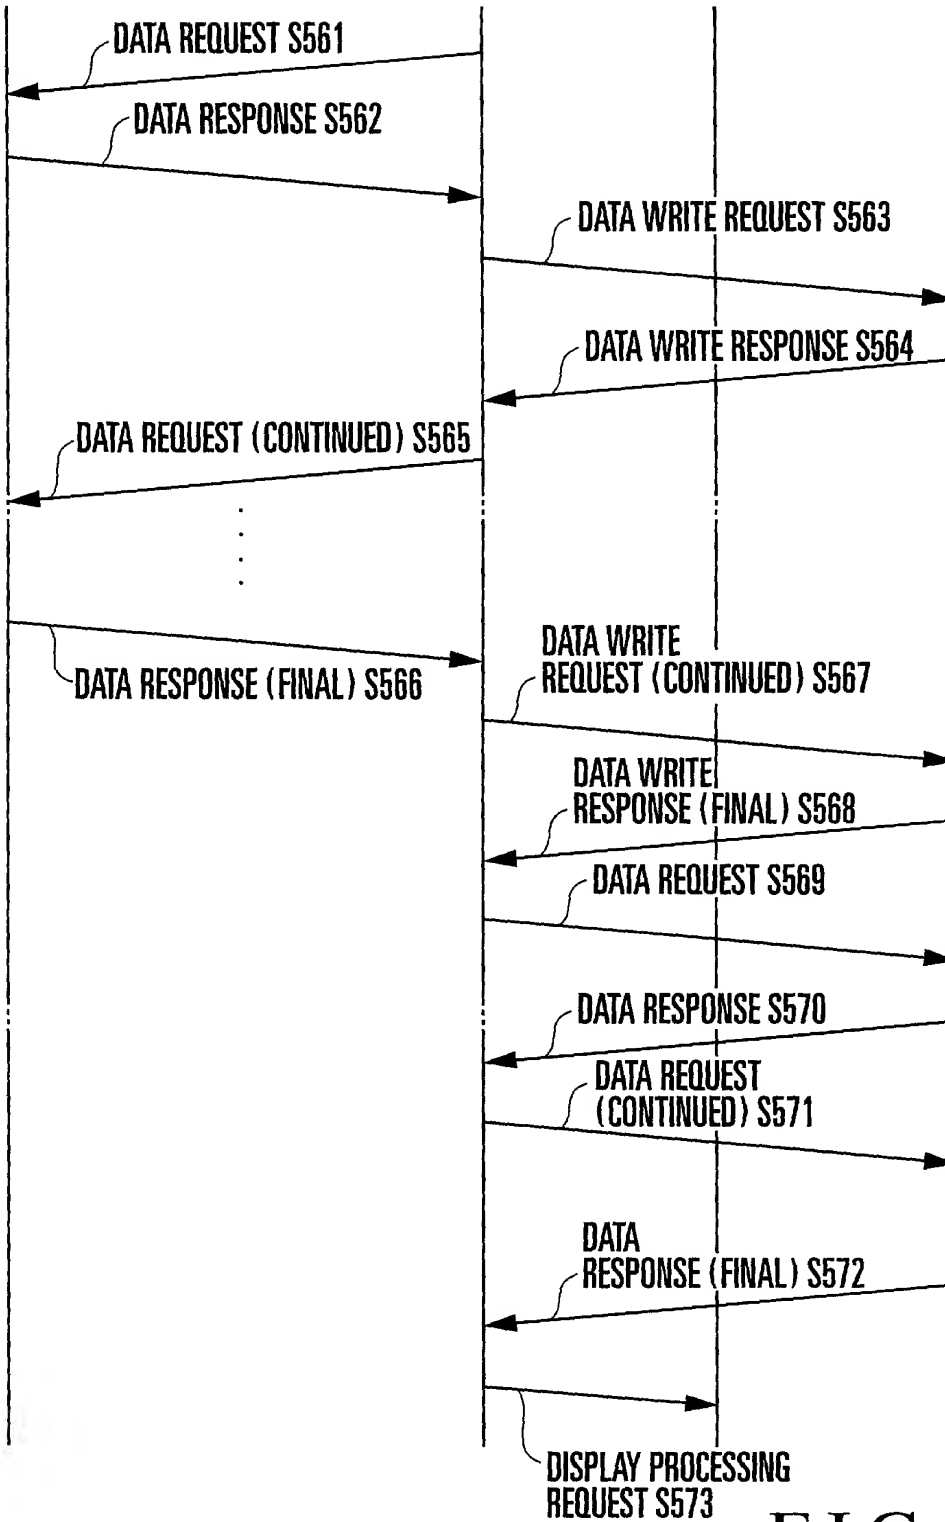 DATA REQUEST S561
DATA RESPONSE S562
DATA WRITE REQUEST S563
DATA WRITE RESPONSE S564
DATA REQUEST (CONTINUED) S565
DATA RESPONSE (FINAL) S566
DATA WRITE
REQUEST (CONTINUED) S567
DATA WRITE
RESPONSE (FINAL) S568
DATA REQUEST S569
DATA RESPONSE S570
DATA REQUEST
(CONTINUED) S571
DATA
RESPONSE (FINAL) S572
DISPLAY PROCESSING
REQUEST S573